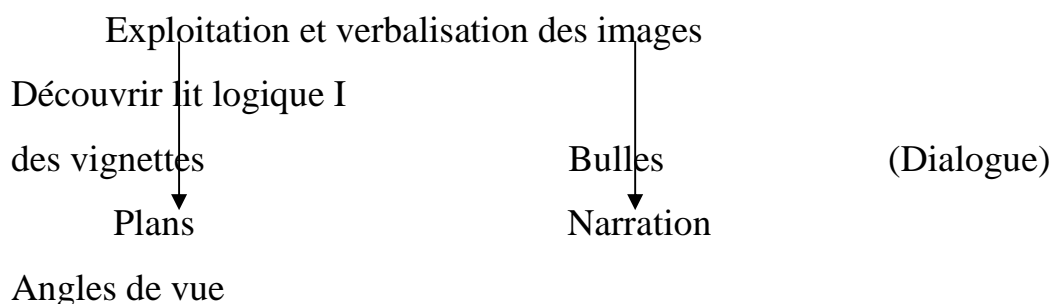 Exploitation et verbalisation des images
Découvrir lit logique I
des vignettes Bulles (Dialogue)
Plans Narration
Angles de vue